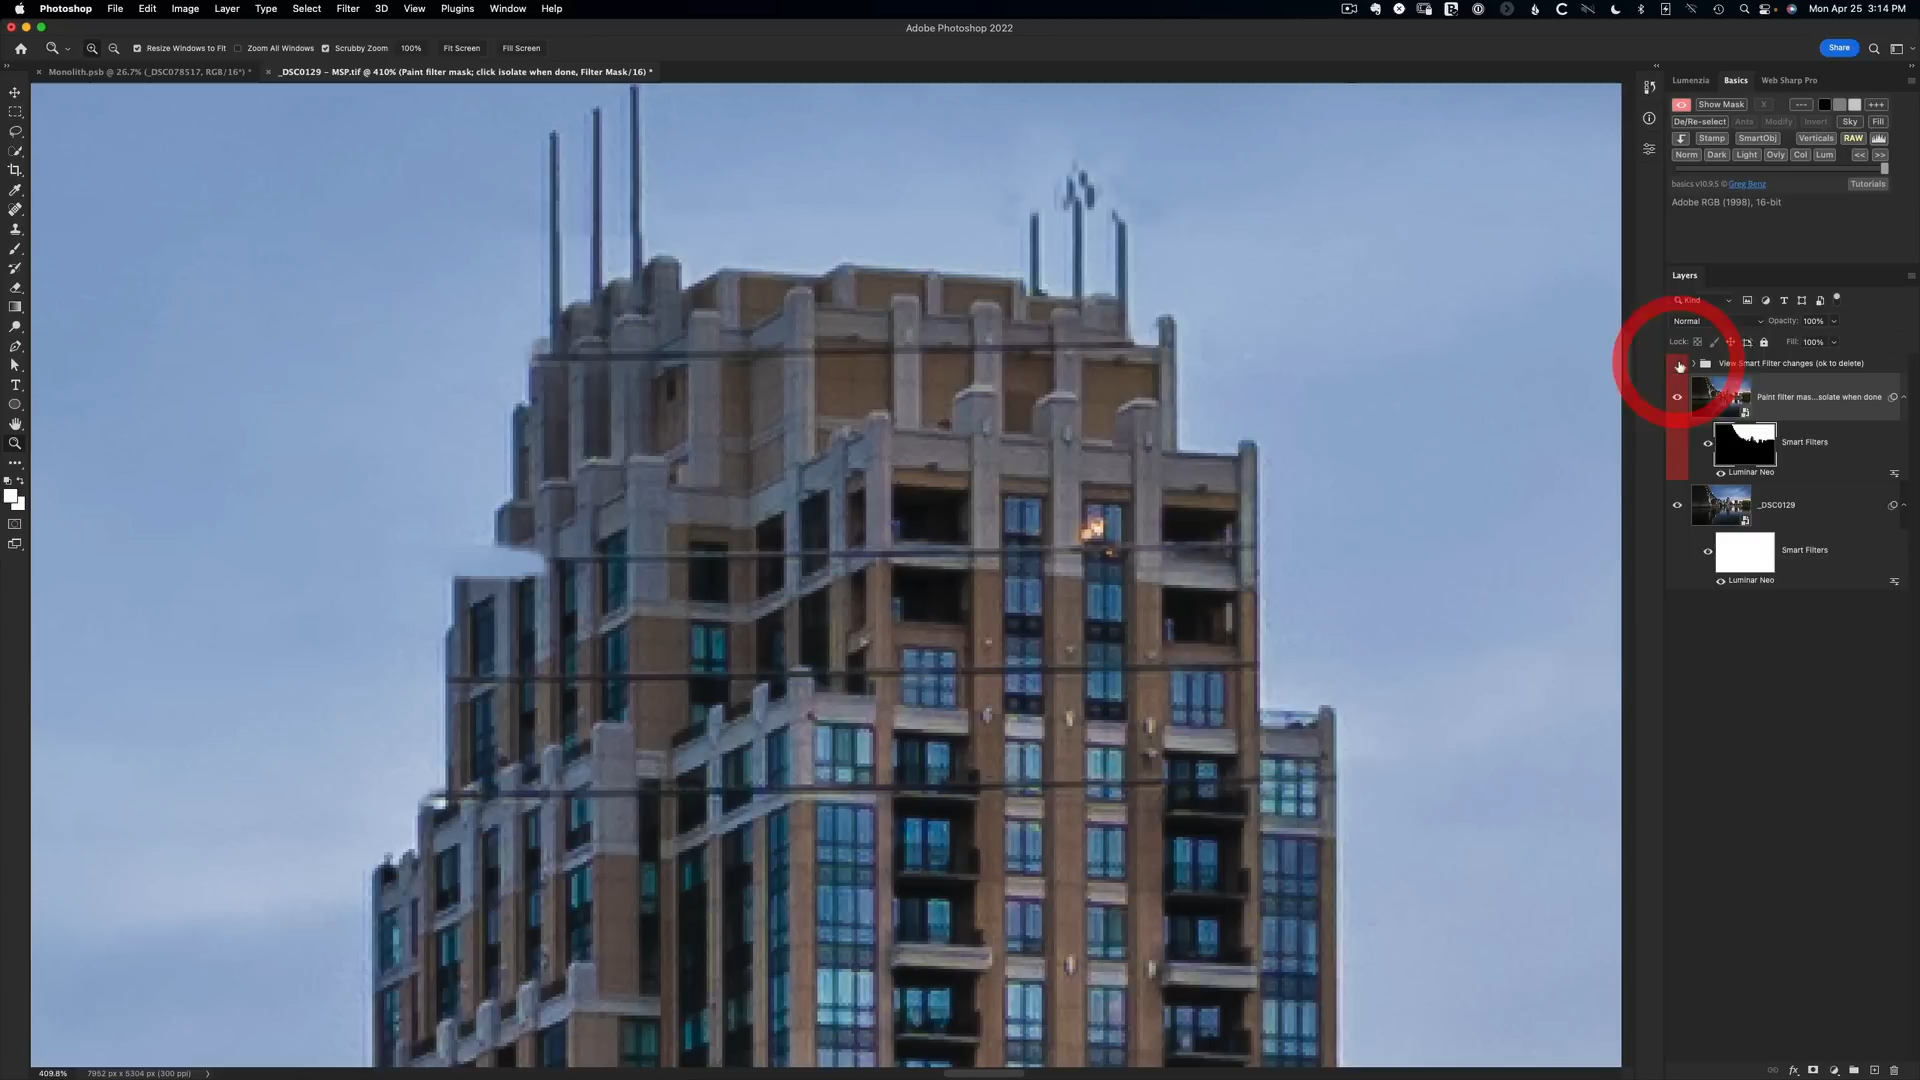 Photoshop File Edit Image Layer Type Select Filter 3D View Plugins Window Help Mon Apr 25 3:14 PM
Adobe Photoshop 2022
Resize Windows to Fit Zoom All Windows Scrubby Zoom 100% Fit Screen Fill Screen Share
Monolith.psb @ 26.7% (_DSC078517, RGB/16*) * _DSC0129 – MSP.tif @ 410% (Paint filter mask; click isolate when done, Filter Mask/16) *
Lumenzia Basics Web Sharp Pro
Show Mask X --- +++
De/Re-select Ants Modify Invert Sky Fill
Stamp SmartObj Verticals RAW
Norm Dark Light Ovly Col Lum << >>
basics v10.9.5 © Greg Benz Tutorials
Adobe RGB (1998), 16-bit
Layers
Kind
Normal Opacity: 100%
Lock: Fill: 100%
View Smart Filter changes (ok to delete)
Paint filter mas...solate when done
Smart Filters
Luminar Neo
_DSC0129
Smart Filters
Luminar Neo
409.8% 7952 px x 5304 px (300 ppi)